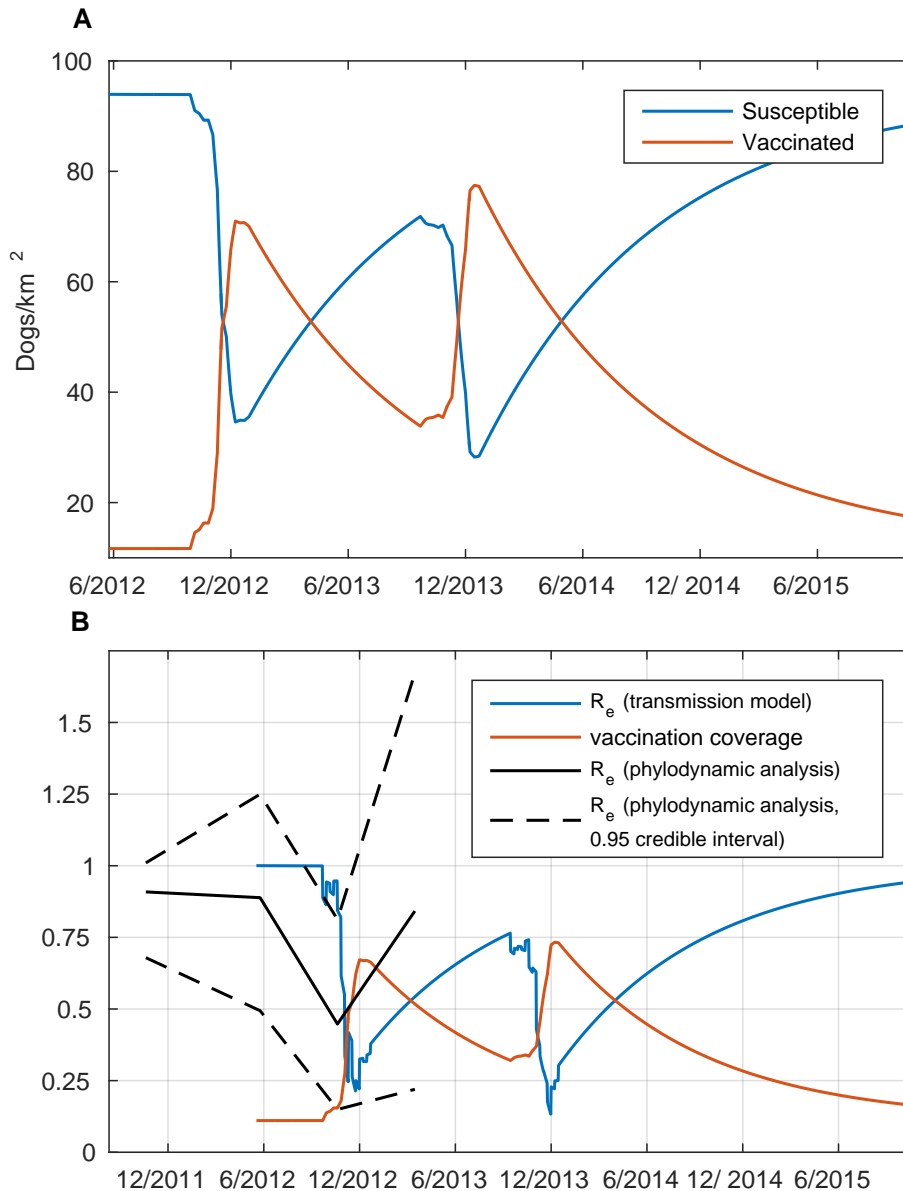 A
100
80
60
40
20
Dogs/km 2
Susceptible
Vaccinated
6/2012 12/2012 6/2013 12/2013 6/2014 12/ 2014 6/2015
B
1.5
1.25
1
0.75
0.5
0.25
0
R e (transmission model)
vaccination coverage
R e (phylodynamic analysis)
R e (phylodynamic analysis,
0.95 credible interval)
12/2011 6/2012 12/2012 6/2013 12/2013 6/2014 12/ 2014 6/2015